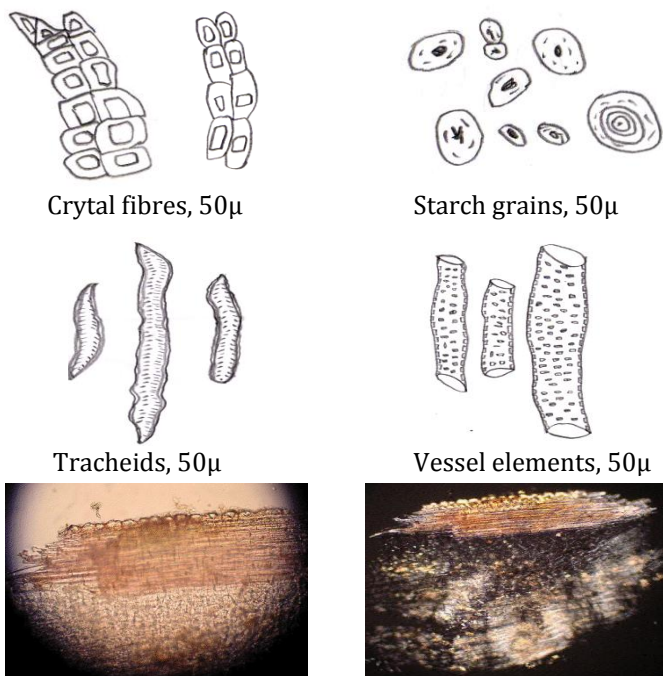 Crytal fibres, 50µ
Starch grains, 50µ
Tracheids, 50µ
Vessel elements, 50µ